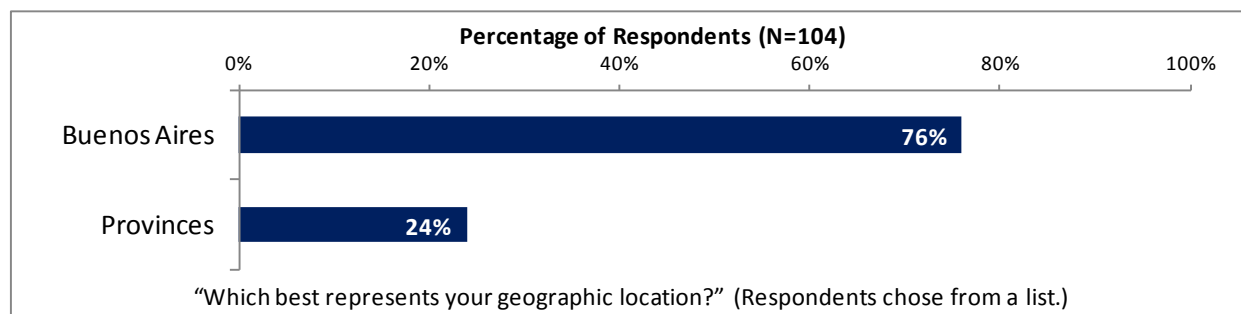 Percentage of Respondents (N=104)
0% 20% 40% 60% 80% 100%
Buenos Aires 76%
Provinces 24%
“Which best represents your geographic location?” (Respondents chose from a list.)